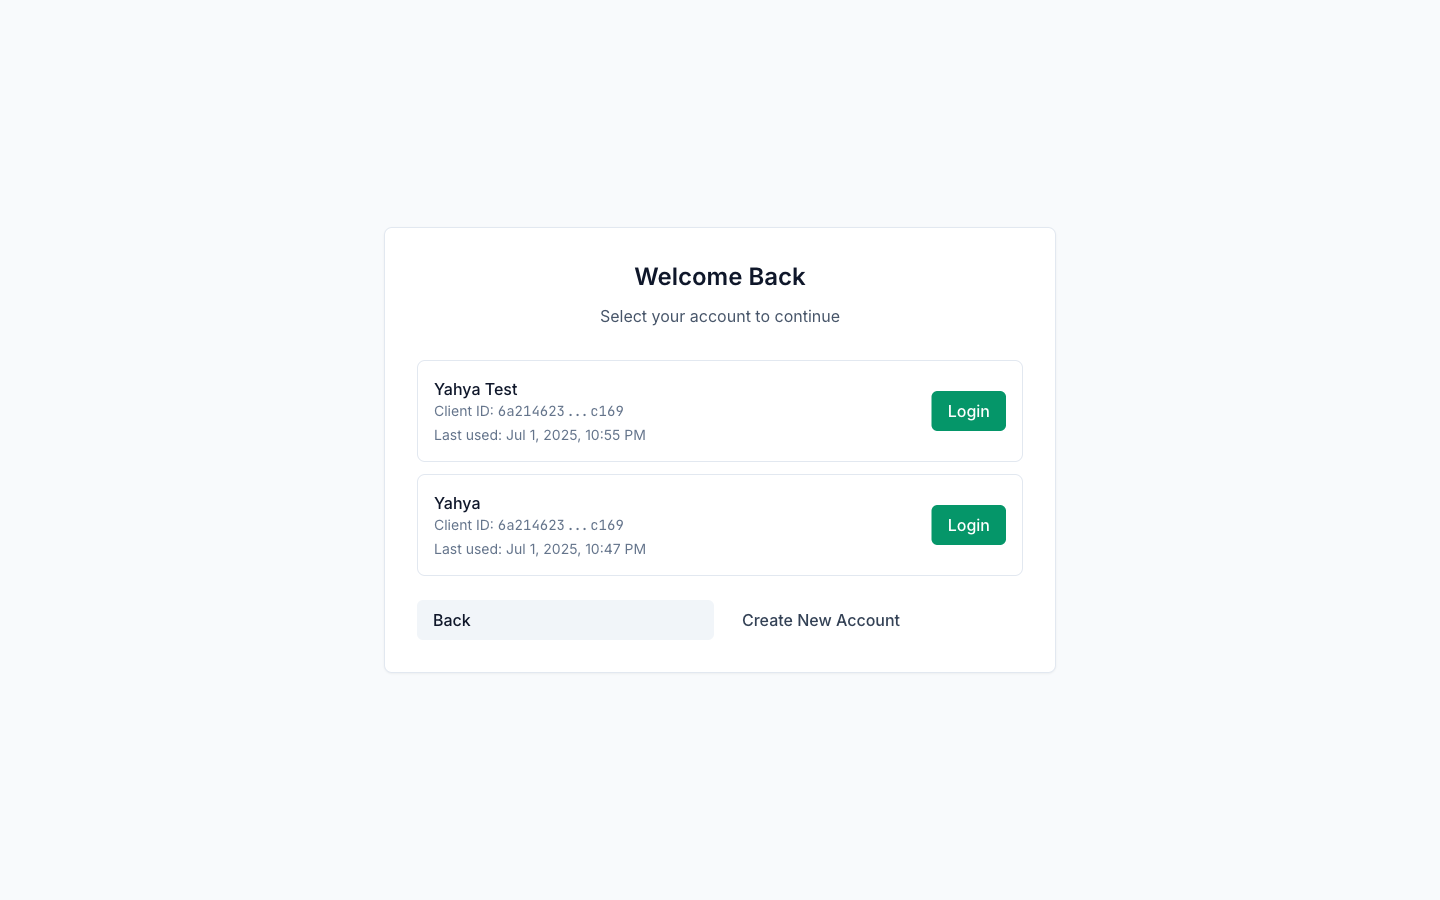 Welcome Back
Select your account to continue
Yahya Test
Client ID: 6a214623...c169
Last used: Jul 1, 2025, 10:55 PM
Login
Yahya
Client ID: 6a214623...c169
Last used: Jul 1, 2025, 10:47 PM
Login
Back
Create New Account